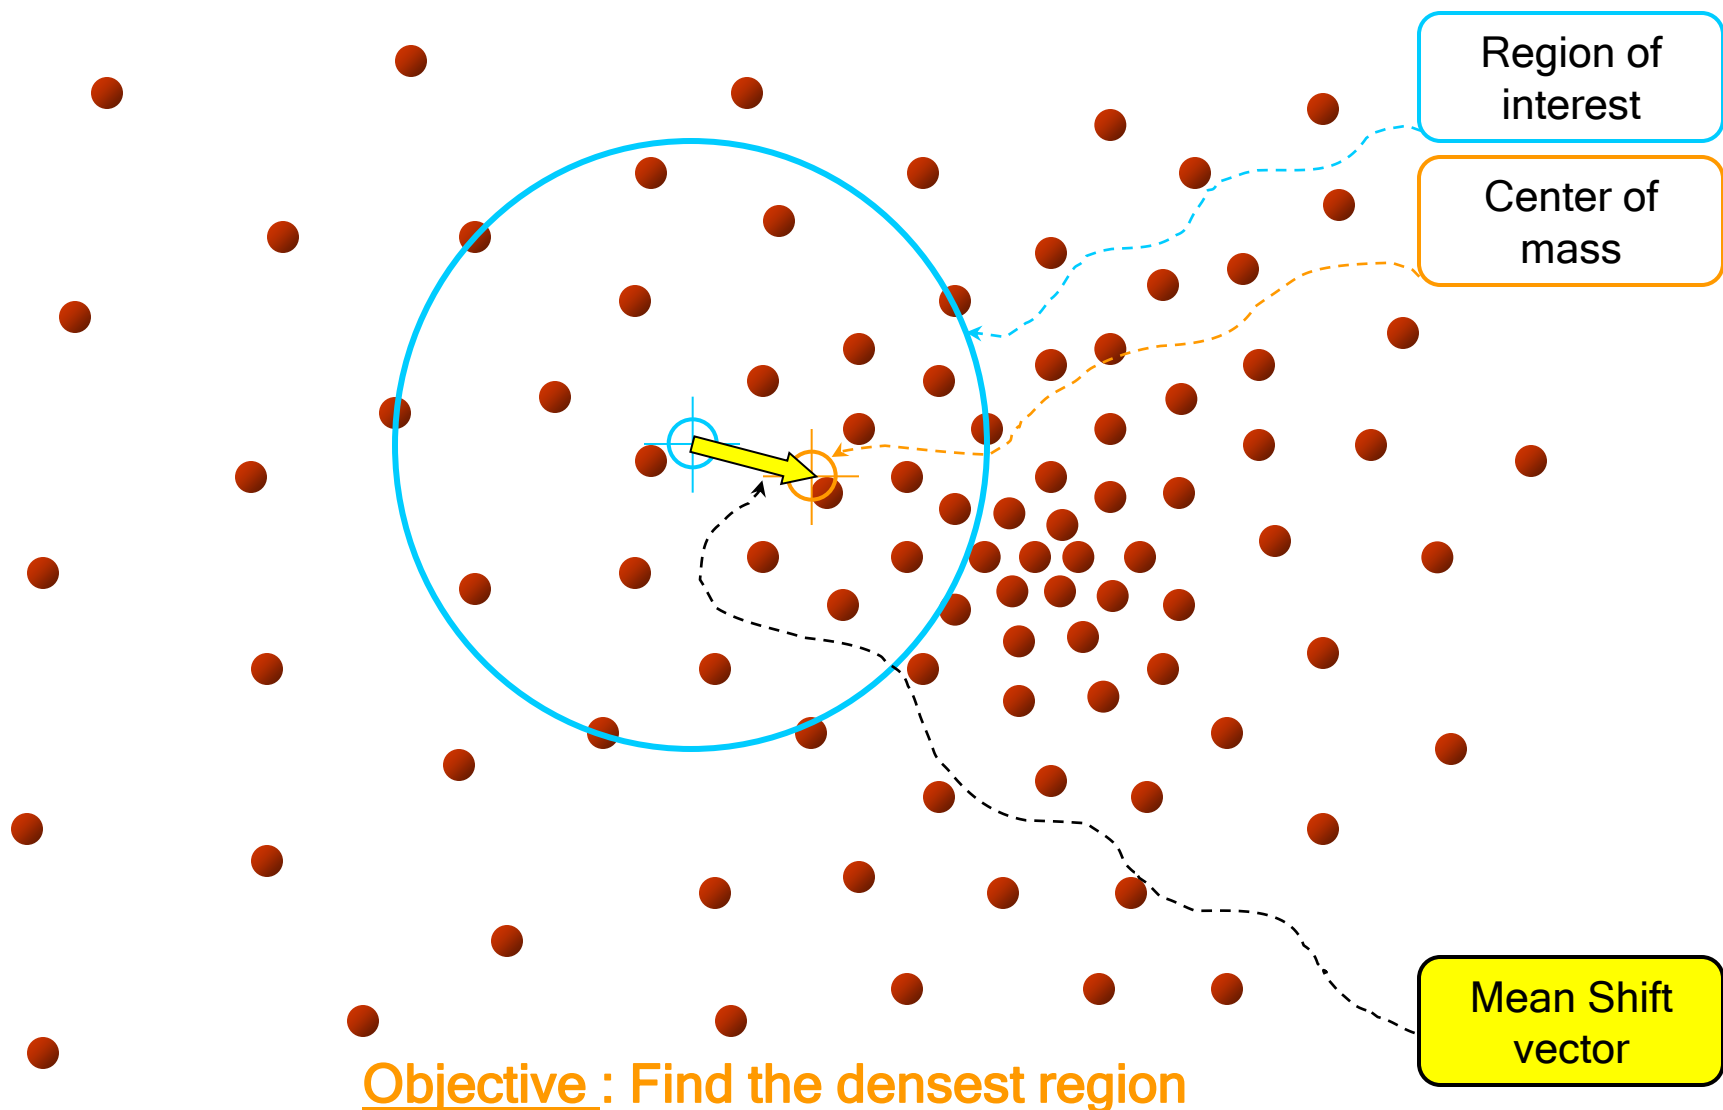 Region of
interest
Center of
mass
Mean Shift
vector
Objective : Find the densest region